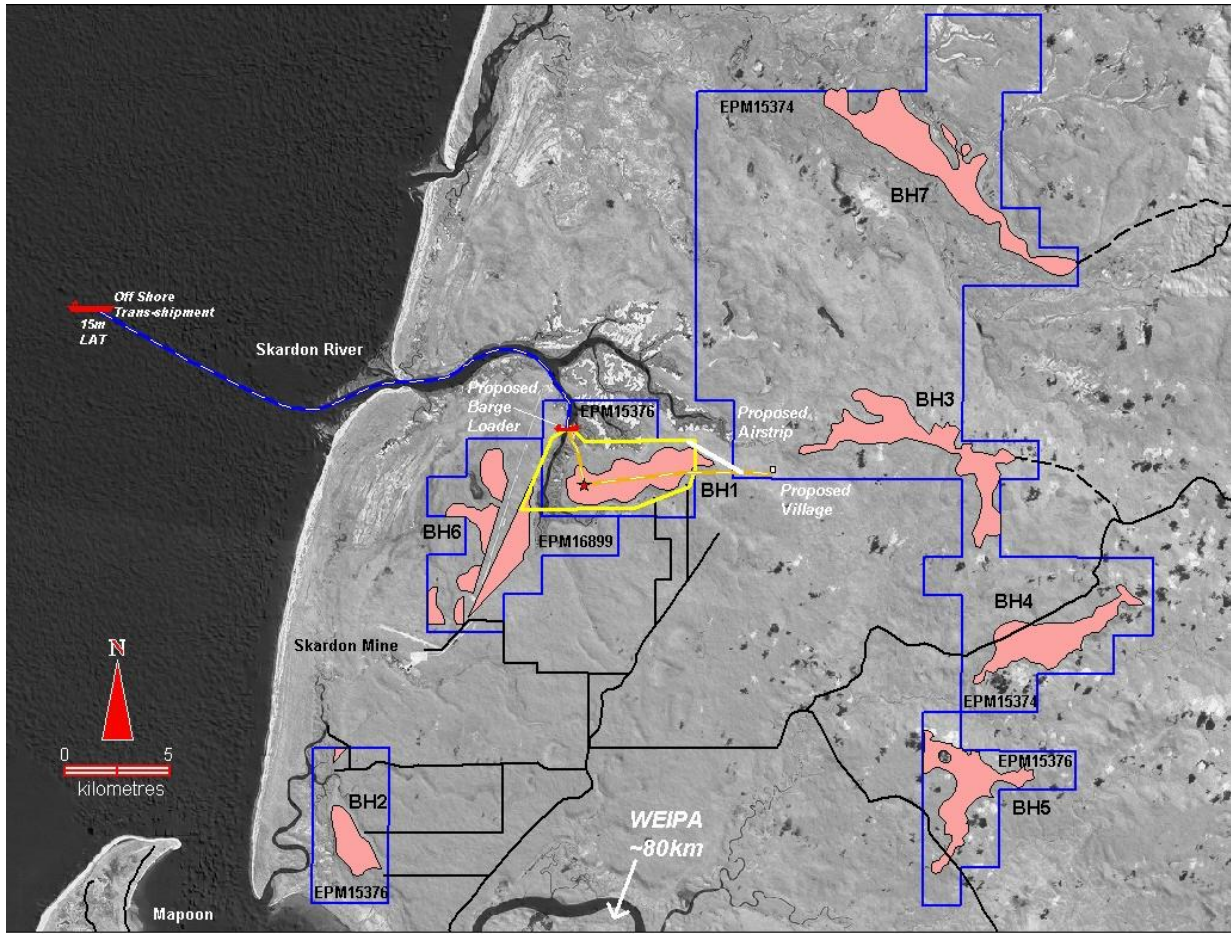 EPM15374
BH7
Off Shore
Trans-shipment
15m
LAT
Skardon River
Proposed
Barge
Loader
EPM15376
Proposed
Airstrip
BH3
BH1
Proposed
Village
BH6
EPM16899
BH4
Skardon Mine
N
EPM15374
0 5
kilometres
EPM15376
BH5
BH2
WEIPA
~80km
EPM15376
Mapoon